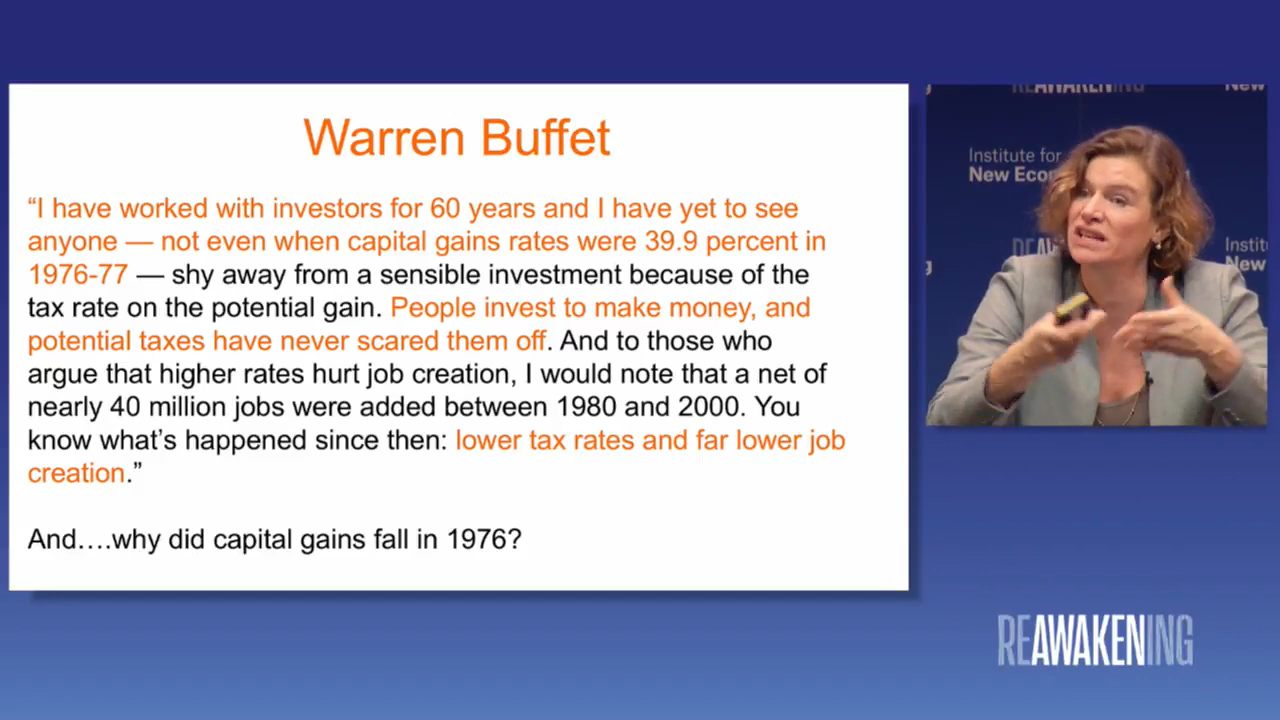 Warren Buffet
“I have worked with investors for 60 years and I have yet to see
anyone — not even when capital gains rates were 39.9 percent in
1976-77 — shy away from a sensible investment because of the
tax rate on the potential gain. People invest to make money, and
potential taxes have never scared them off. And to those who
argue that higher rates hurt job creation, I would note that a net of
nearly 40 million jobs were added between 1980 and 2000. You
know what’s happened since then: lower tax rates and far lower job
creation.”
And….why did capital gains fall in 1976?
REAWAKENING
New
Institute for
New Econ
Instit
New
REAWAKENING